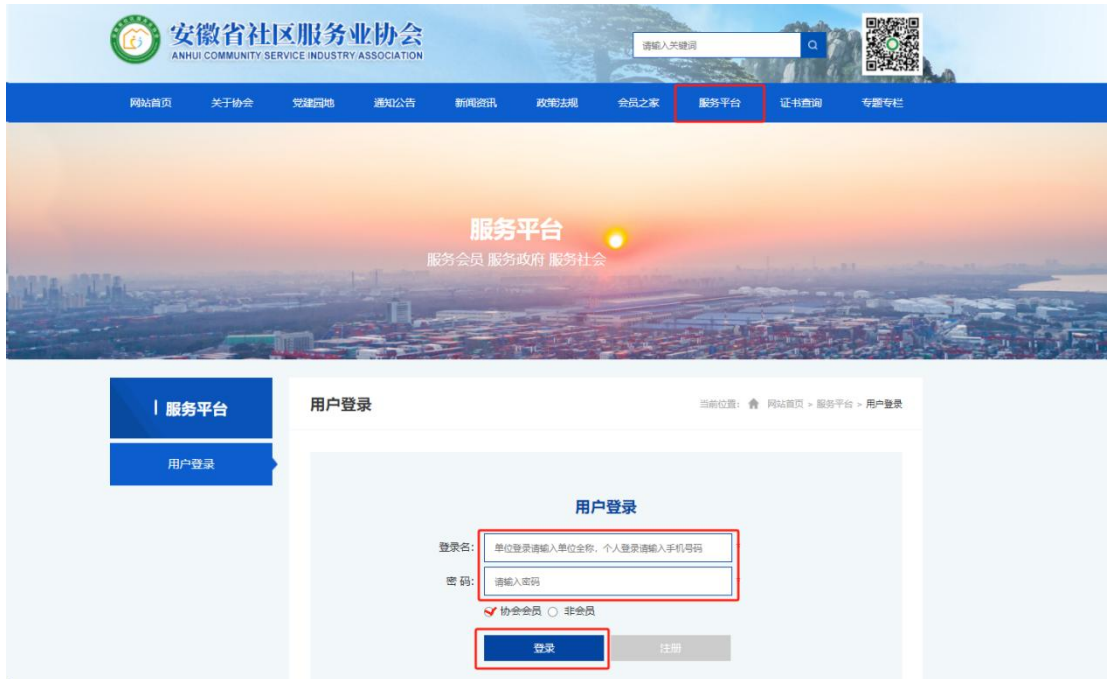 安徽省社区服务业协会
ANHUI COMMUNITY SERVICE INDUSTRY ASSOCIATION
请输入关键词
网站首页 关于协会 党建园地 通知公告 新闻资讯 政策法规 会员之家 服务平台 证书查询 专题专栏
服务平台
服务会员 服务政府 服务社会
服务平台
用户登录
用户登录
当前位置: 网站首页 > 服务平台 > 用户登录
用户登录
登录名: 单位登录请输入单位全称、个人登录请输入手机号码 *
密 码: 请输入密码 *
协会会员 非会员
登录 注册